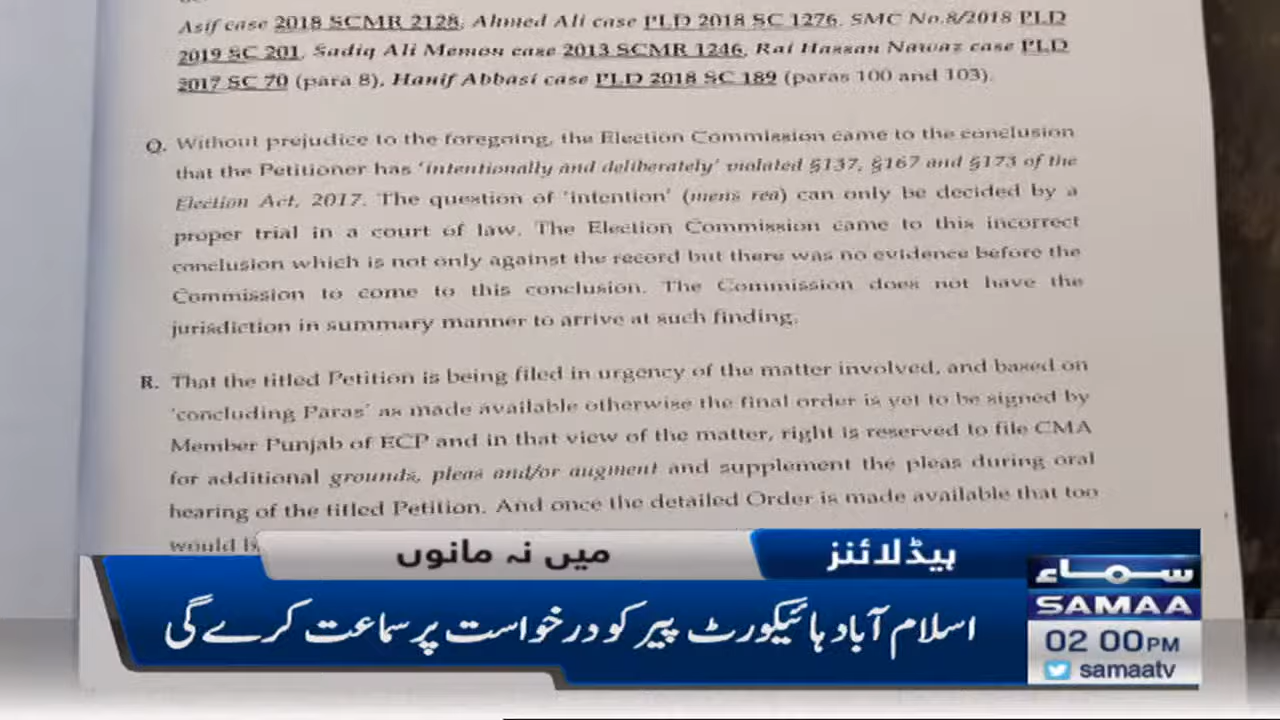 Asif case 2018 SCMR 2128, Ahmed Ali case PLD 2018 SC 1276, SMC No.8/2018 PLD
2019 SC 201, Sadiq Ali Memon case 2013 SCMR 1246, Rai Hassan Nawaz case PLD
2017 SC 70 (para 8), Hanif Abbasi case PLD 2018 SC 189 (paras 100 and 103).
Q. Without prejudice to the foregoing, the Election Commission came to the conclusion
that the Petitioner has 'intentionally and deliberately' violated §137, §167 and §173 of the
Election Act, 2017. The question of 'intention' (mens rea) can only be decided by a
proper trial in a court of law. The Election Commission came to this incorrect
conclusion which is not only against the record but there was no evidence before the
Commission to come to this conclusion. The Commission does not have the
jurisdiction in summary manner to arrive at such finding.
R. That the titled Petition is being filed in urgency of the matter involved, and based on
'concluding Paras' as made available otherwise the final order is yet to be signed by
Member Punjab of ECP and in that view of the matter, right is reserved to file CMA
for additional grounds, pleas and/or augment and supplement the pleas during oral
hearing of the titled Petition. And once the detailed Order is made available that too
would
ہیڈلائنز
میں نہ مانوں
اسلام آباد ہائیکورٹ پیر کو درخواست پر سماعت کرے گی
سماء
SAMAA
02 00PM
samaatv